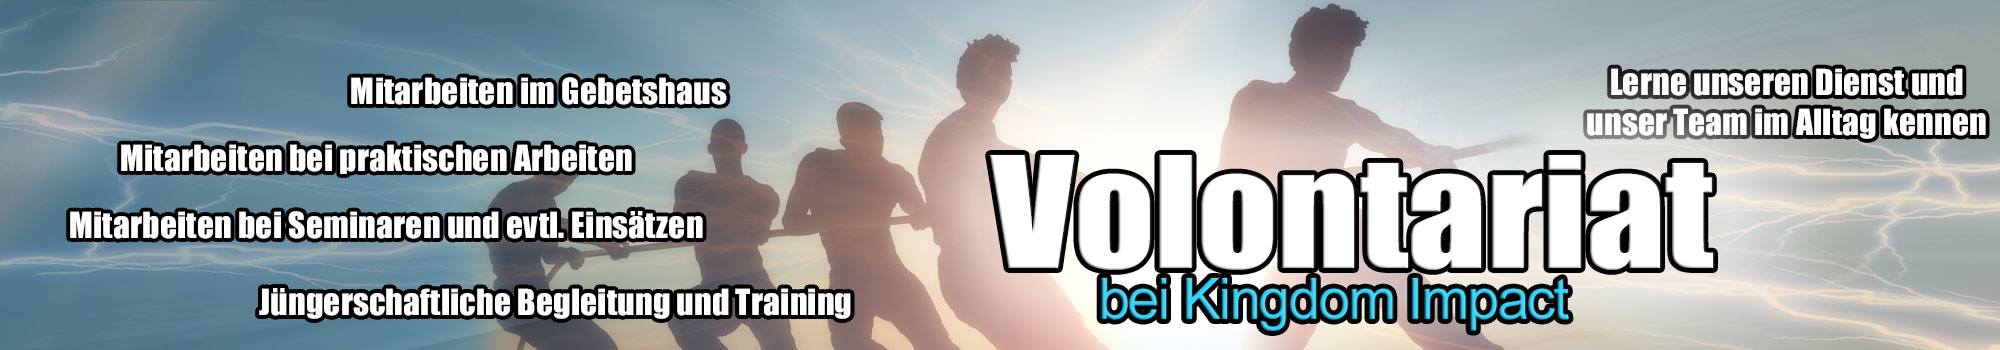 Mitarbeiten im Gebetshaus
Mitarbeiten bei praktischen Arbeiten
Mitarbeiten bei Seminaren und evtl. Einsätzen
Jüngerschaftliche Begleitung und Training
Volontariat
bei Kingdom Impact
Lerne unseren Dienst und
unser Team im Alltag kennen